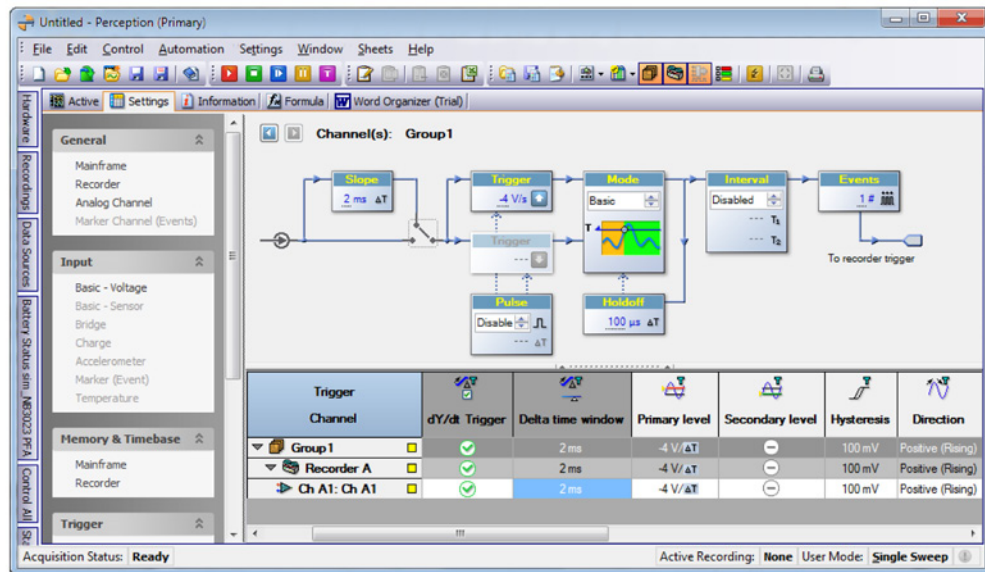 Untitled - Perception (Primary)
File Edit Control Automation Settings Window Sheets Help
Active Settings Information Formula Word Organizer (Trial)
Hardware
Recordings
Data Sources
Battery Status sim_NB3023 PFA
Control All
General
Mainframe
Recorder
Analog Channel
Marker Channel (Events)
Input
Basic - Voltage
Basic - Sensor
Bridge
Charge
Accelerometer
Marker (Event)
Temperature
Memory & Timebase
Mainframe
Recorder
Trigger
Channel(s): Group1
Slope
2 ms ΔT
Trigger
-4 V/s
Trigger
---
Pulse
Disable
--- ΔT
Mode
Basic
T
Holdoff
100 µs ΔT
Interval
Disabled
--- T1
--- T2
Events
1 #
To recorder trigger
Trigger
Channel dY/dt Trigger Delta time window Primary level Secondary level Hysteresis Direction
Group1 2 ms -4 V/ΔT 100 mV Positive (Rising)
Recorder A 2 ms -4 V/ΔT 100 mV Positive (Rising)
Ch A1: Ch A1 2 ms -4 V/ΔT 100 mV Positive (Rising)
Acquisition Status: Ready Active Recording: None User Mode: Single Sweep